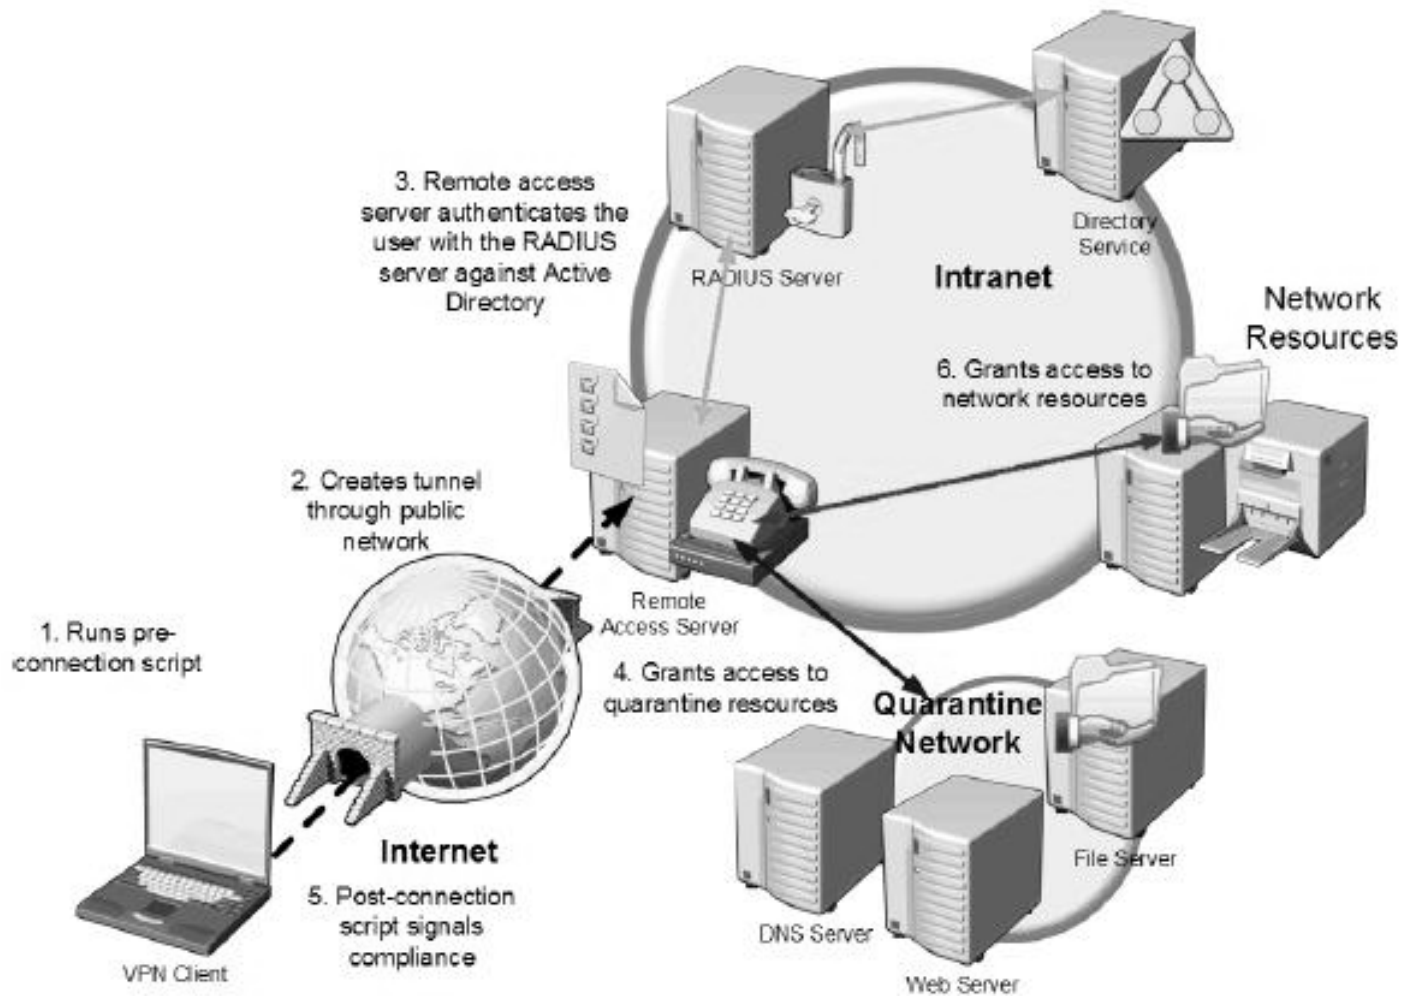 3. Remote access
server authenticates the
user with the RADIUS
server against Active
Directory
RADIUS Server
Directory
Service
Intranet
Network
Resources
6. Grants access to
network resources
2. Creates tunnel
through public
network
Remote
Access Server
1. Runs pre-
connection script
4. Grants access to
quarantine resources
Quarantine
Network
Internet
5. Post-connection
script signals
compliance
VPN Client
DNS Server
Web Server
File Server